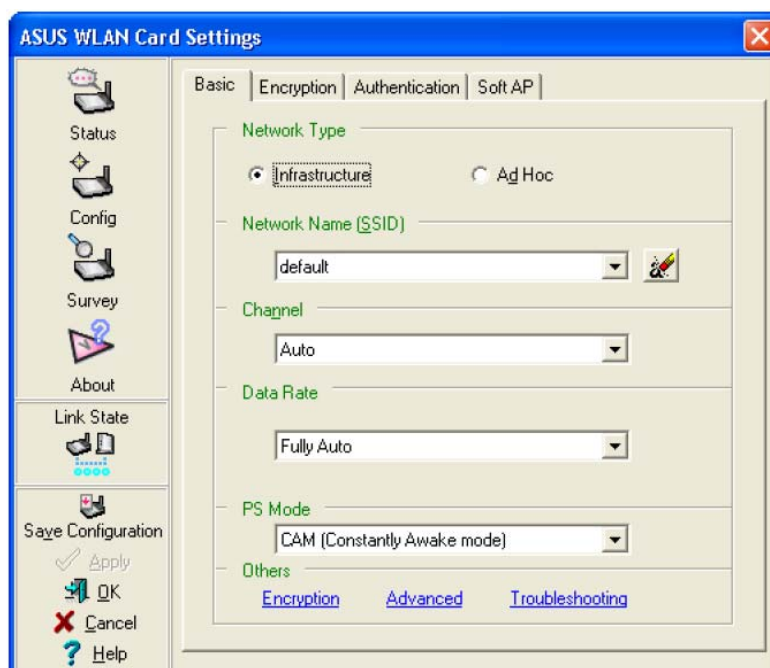 ASUS WLAN Card Settings
Status
Config
Survey
About
Link State
Save Configuration
Apply
OK
Cancel
Help
Basic
Encryption
Authentication
Soft AP
Network Type
Infrastructure
Ad Hoc
Network Name (SSID)
default
Channel
Auto
Data Rate
Fully Auto
PS Mode
CAM (Constantly Awake mode)
Others
Encryption
Advanced
Troubleshooting